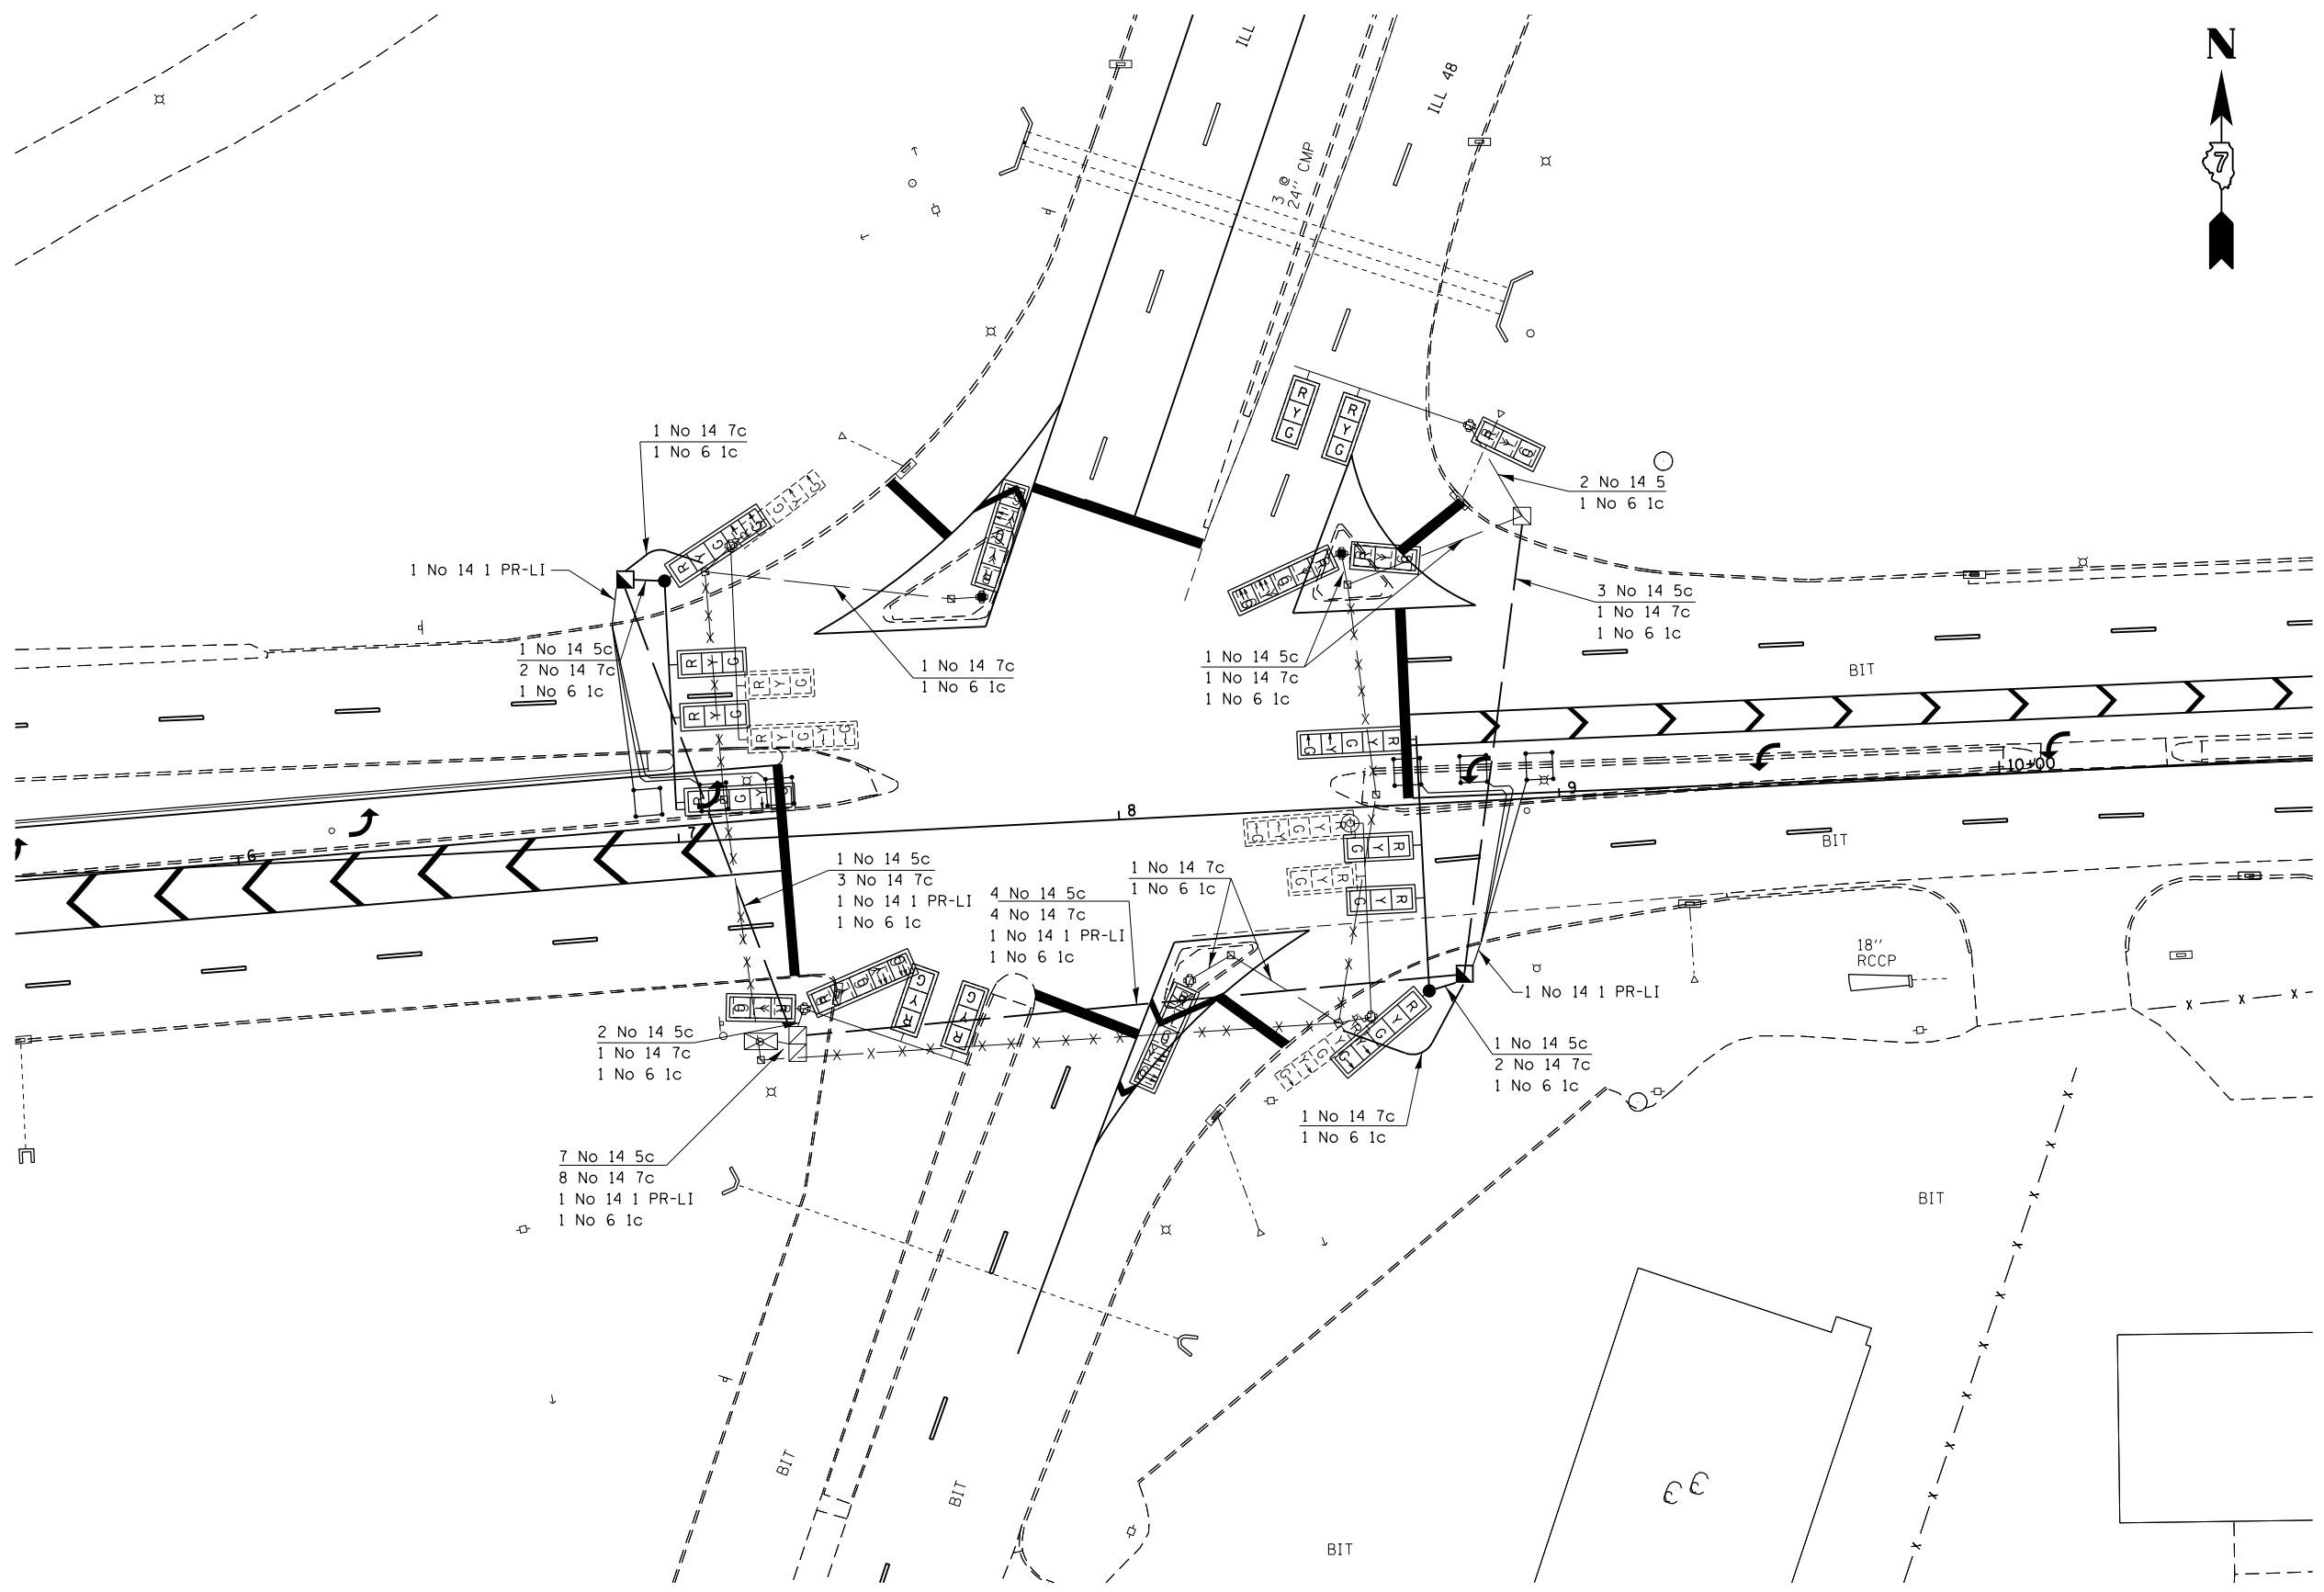 N
7
ILL
ILL 48
3 @
24" CMP
R
Y
G
R
Y
G
1 No 14 7c
1 No 6 1c
2 No 14 5
1 No 6 1c
1 No 14 1 PR-LI
3 No 14 5c
1 No 14 7c
1 No 6 1c
1 No 14 5c
2 No 14 7c
1 No 6 1c
1 No 14 7c
1 No 6 1c
1 No 14 5c
1 No 14 7c
1 No 6 1c
BIT
R Y G
R Y G
R Y G
R Y G Y G
G Y G Y R
10+00
9
8
7
6
BIT
1 No 14 5c
3 No 14 7c
1 No 14 1 PR-LI
1 No 6 1c
1 No 14 7c
1 No 6 1c
4 No 14 5c
4 No 14 7c
1 No 14 1 PR-LI
1 No 6 1c
G Y R
G Y G Y R
G Y R
G Y R
18"
RCCP
1 No 14 1 PR-LI
G
Y
R
G
Y
R
2 No 14 5c
1 No 14 7c
1 No 6 1c
1 No 14 5c
2 No 14 7c
1 No 6 1c
1 No 14 7c
1 No 6 1c
7 No 14 5c
8 No 14 7c
1 No 14 1 PR-LI
1 No 6 1c
BIT
BIT
BIT
BIT